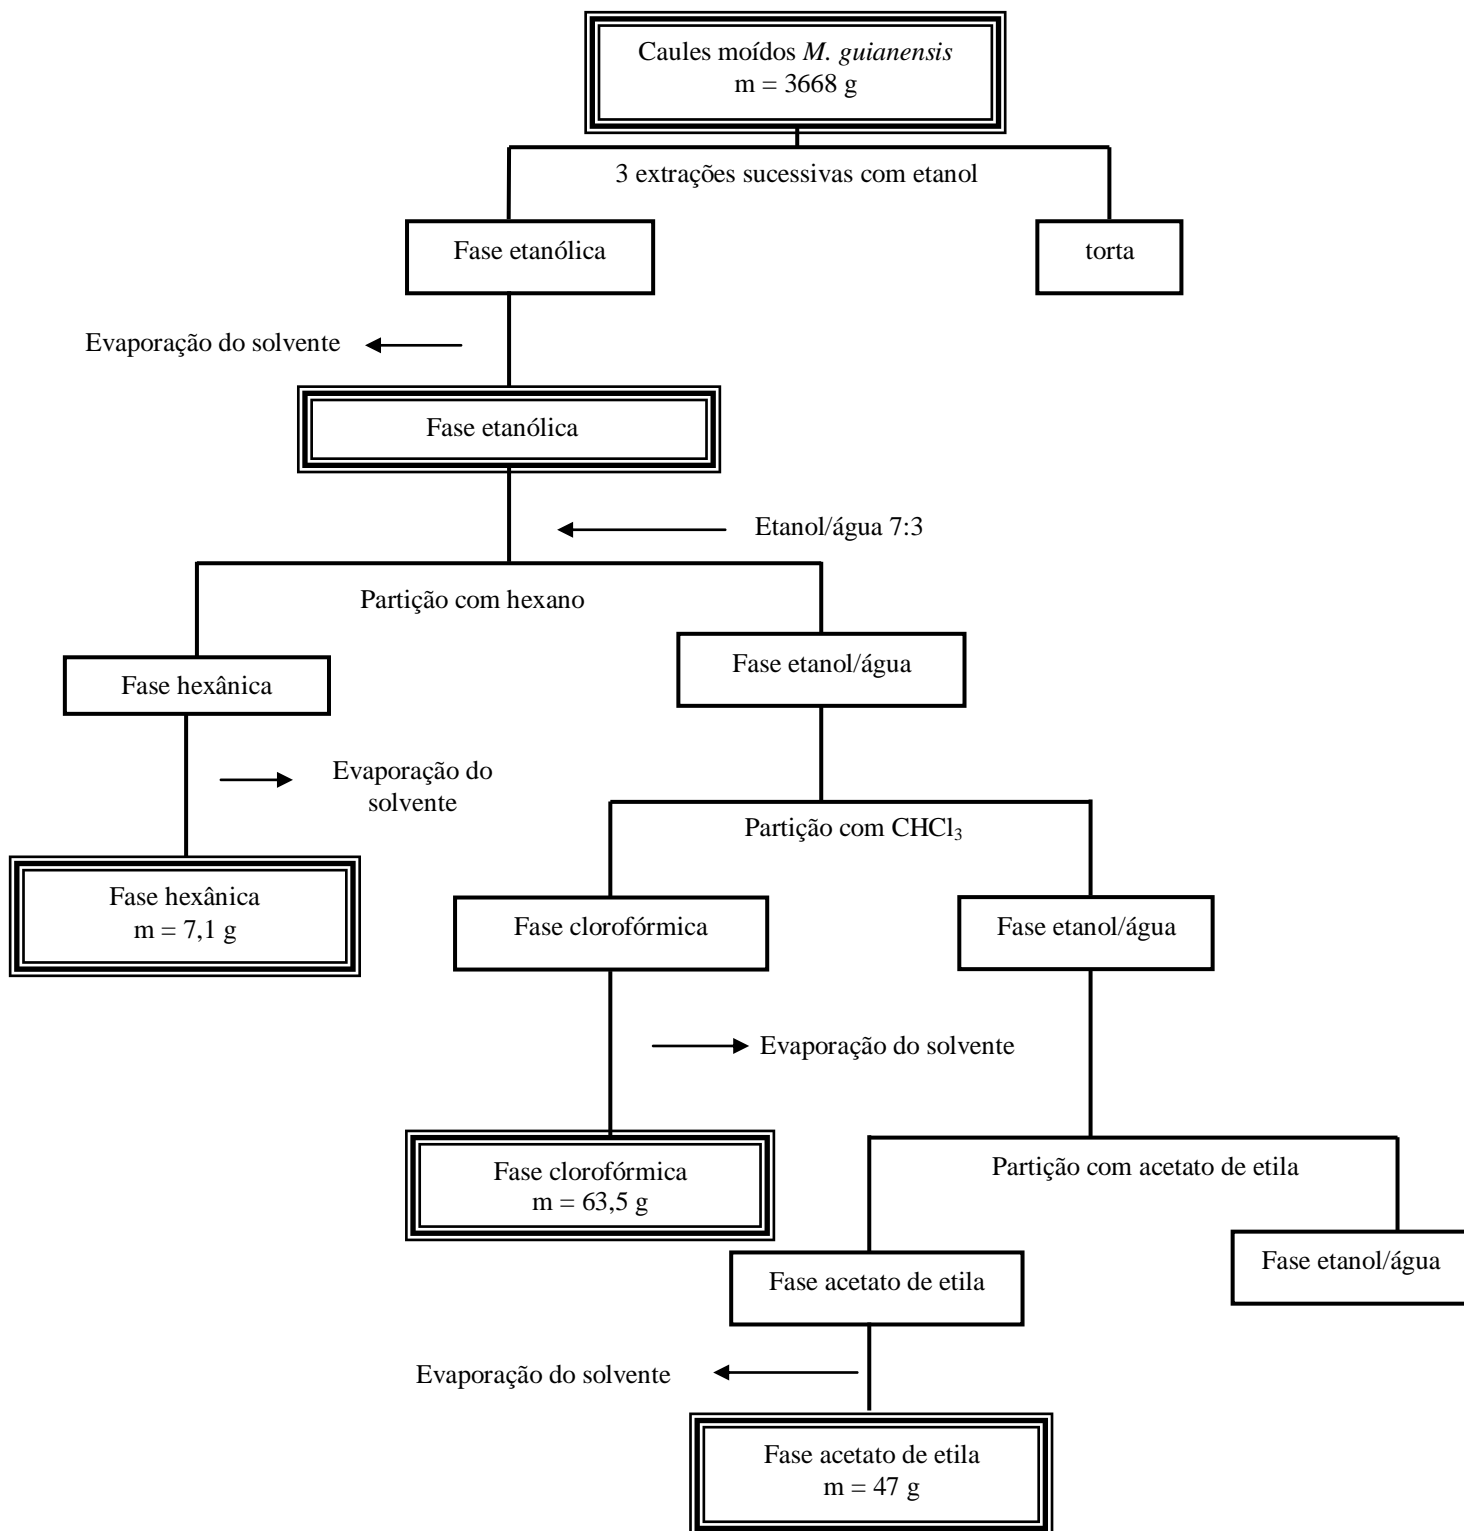 Caules moídos M. guianensis
m = 3668 g
3 extrações sucessivas com etanol
Fase etanólica
torta
Evaporação do solvente
Fase etanólica
Etanol/água 7:3
Partição com hexano
Fase hexânica
Fase etanol/água
Evaporação do
solvente
Partição com CHCl₃
Fase hexânica
m = 7,1 g
Fase clorofórmica
Fase etanol/água
Evaporação do solvente
Fase clorofórmica
m = 63,5 g
Partição com acetato de etila
Fase acetato de etila
Fase etanol/água
Evaporação do solvente
Fase acetato de etila
m = 47 g